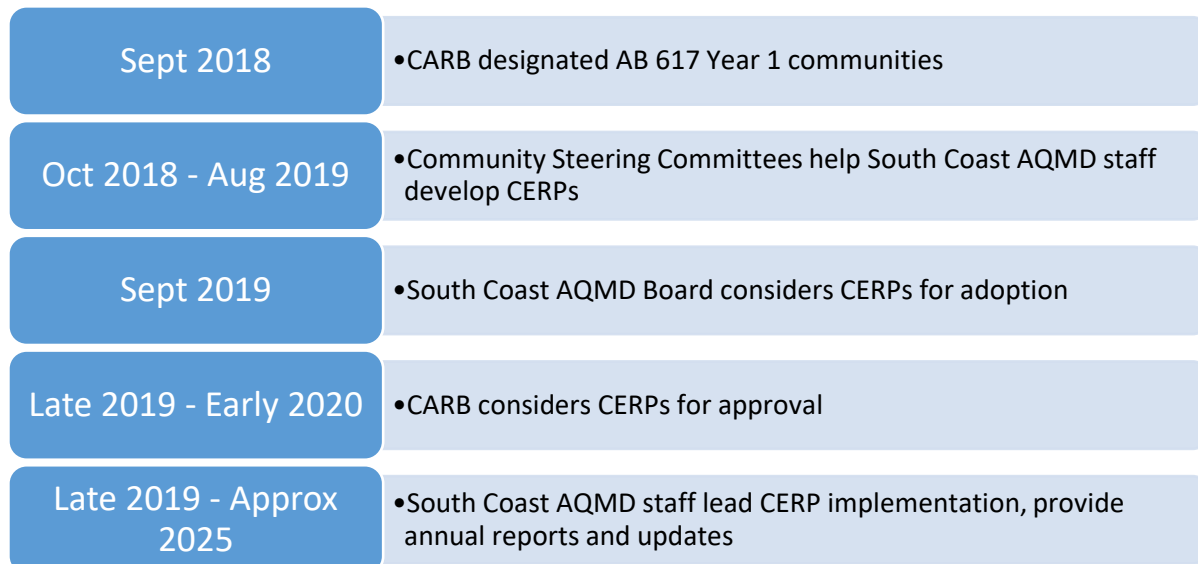 Sept 2018
•CARB designated AB 617 Year 1 communities
Oct 2018 - Aug 2019
•Community Steering Committees help South Coast AQMD staff
develop CERPs
Sept 2019
•South Coast AQMD Board considers CERPs for adoption
Late 2019 - Early 2020
•CARB considers CERPs for approval
Late 2019 - Approx
2025
•South Coast AQMD staff lead CERP implementation, provide
annual reports and updates